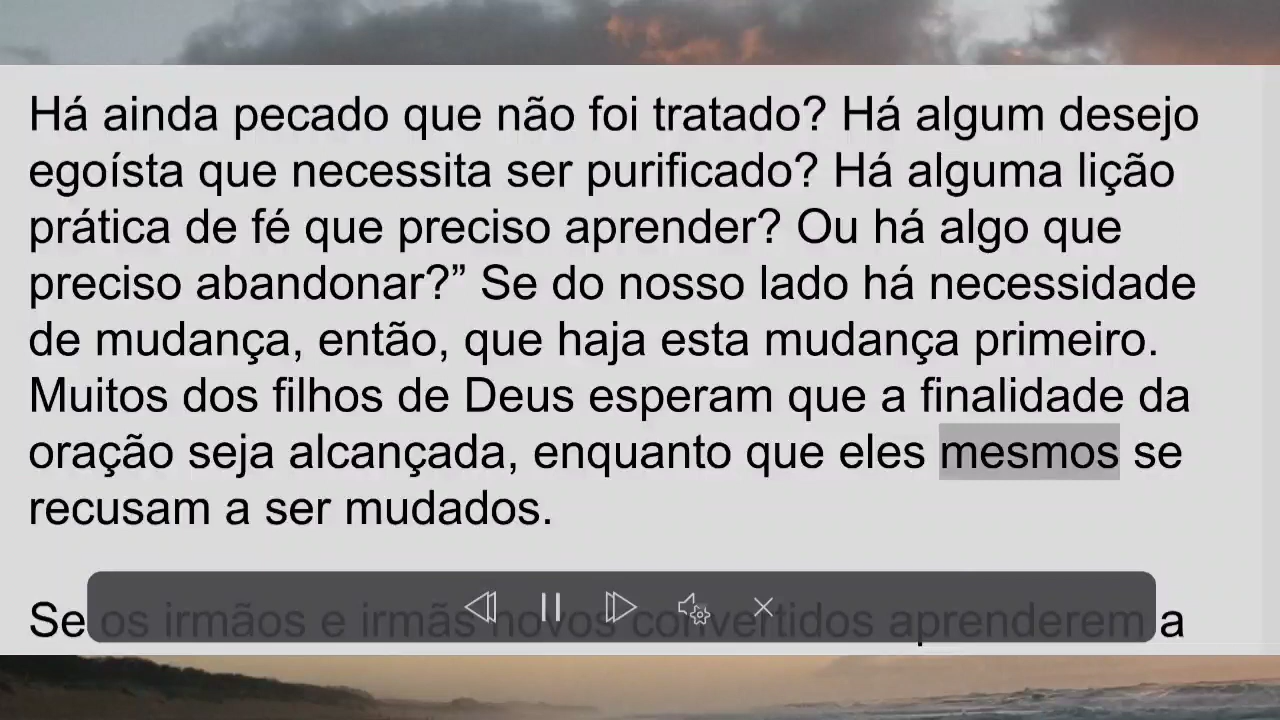 Há ainda pecado que não foi tratado? Há algum desejo
egoísta que necessita ser purificado? Há alguma lição
prática de fé que preciso aprender? Ou há algo que
preciso abandonar?” Se do nosso lado há necessidade
de mudança, então, que haja esta mudança primeiro.
Muitos dos filhos de Deus esperam que a finalidade da
oração seja alcançada, enquanto que eles mesmos se
recusam a ser mudados.
Se os irmãos e irmãs novos convertidos aprenderem a